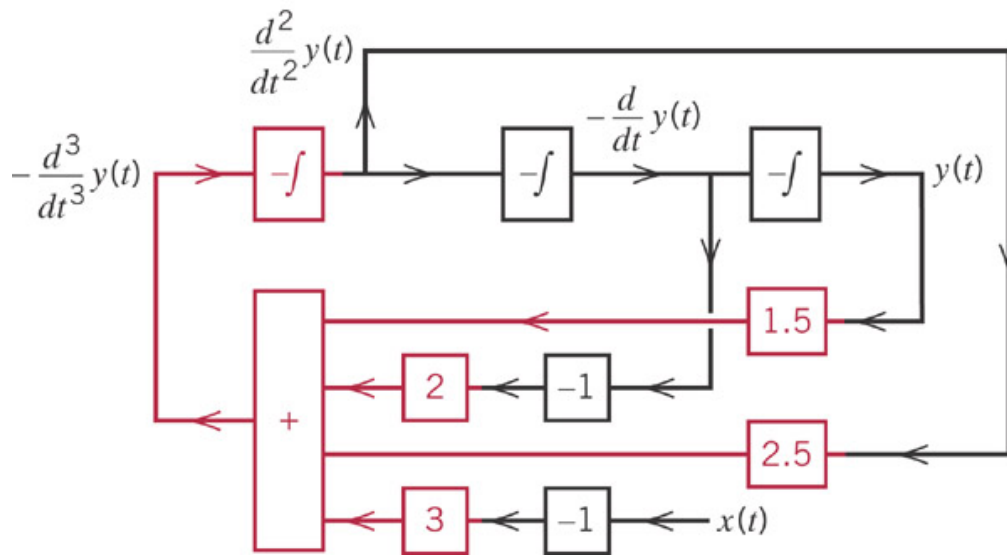 d²/dt² y(t)
−d/dt y(t)
−d³/dt³ y(t)
−∫
−∫
−∫
y(t)
1.5
2
−1
+
2.5
3
−1
x(t)